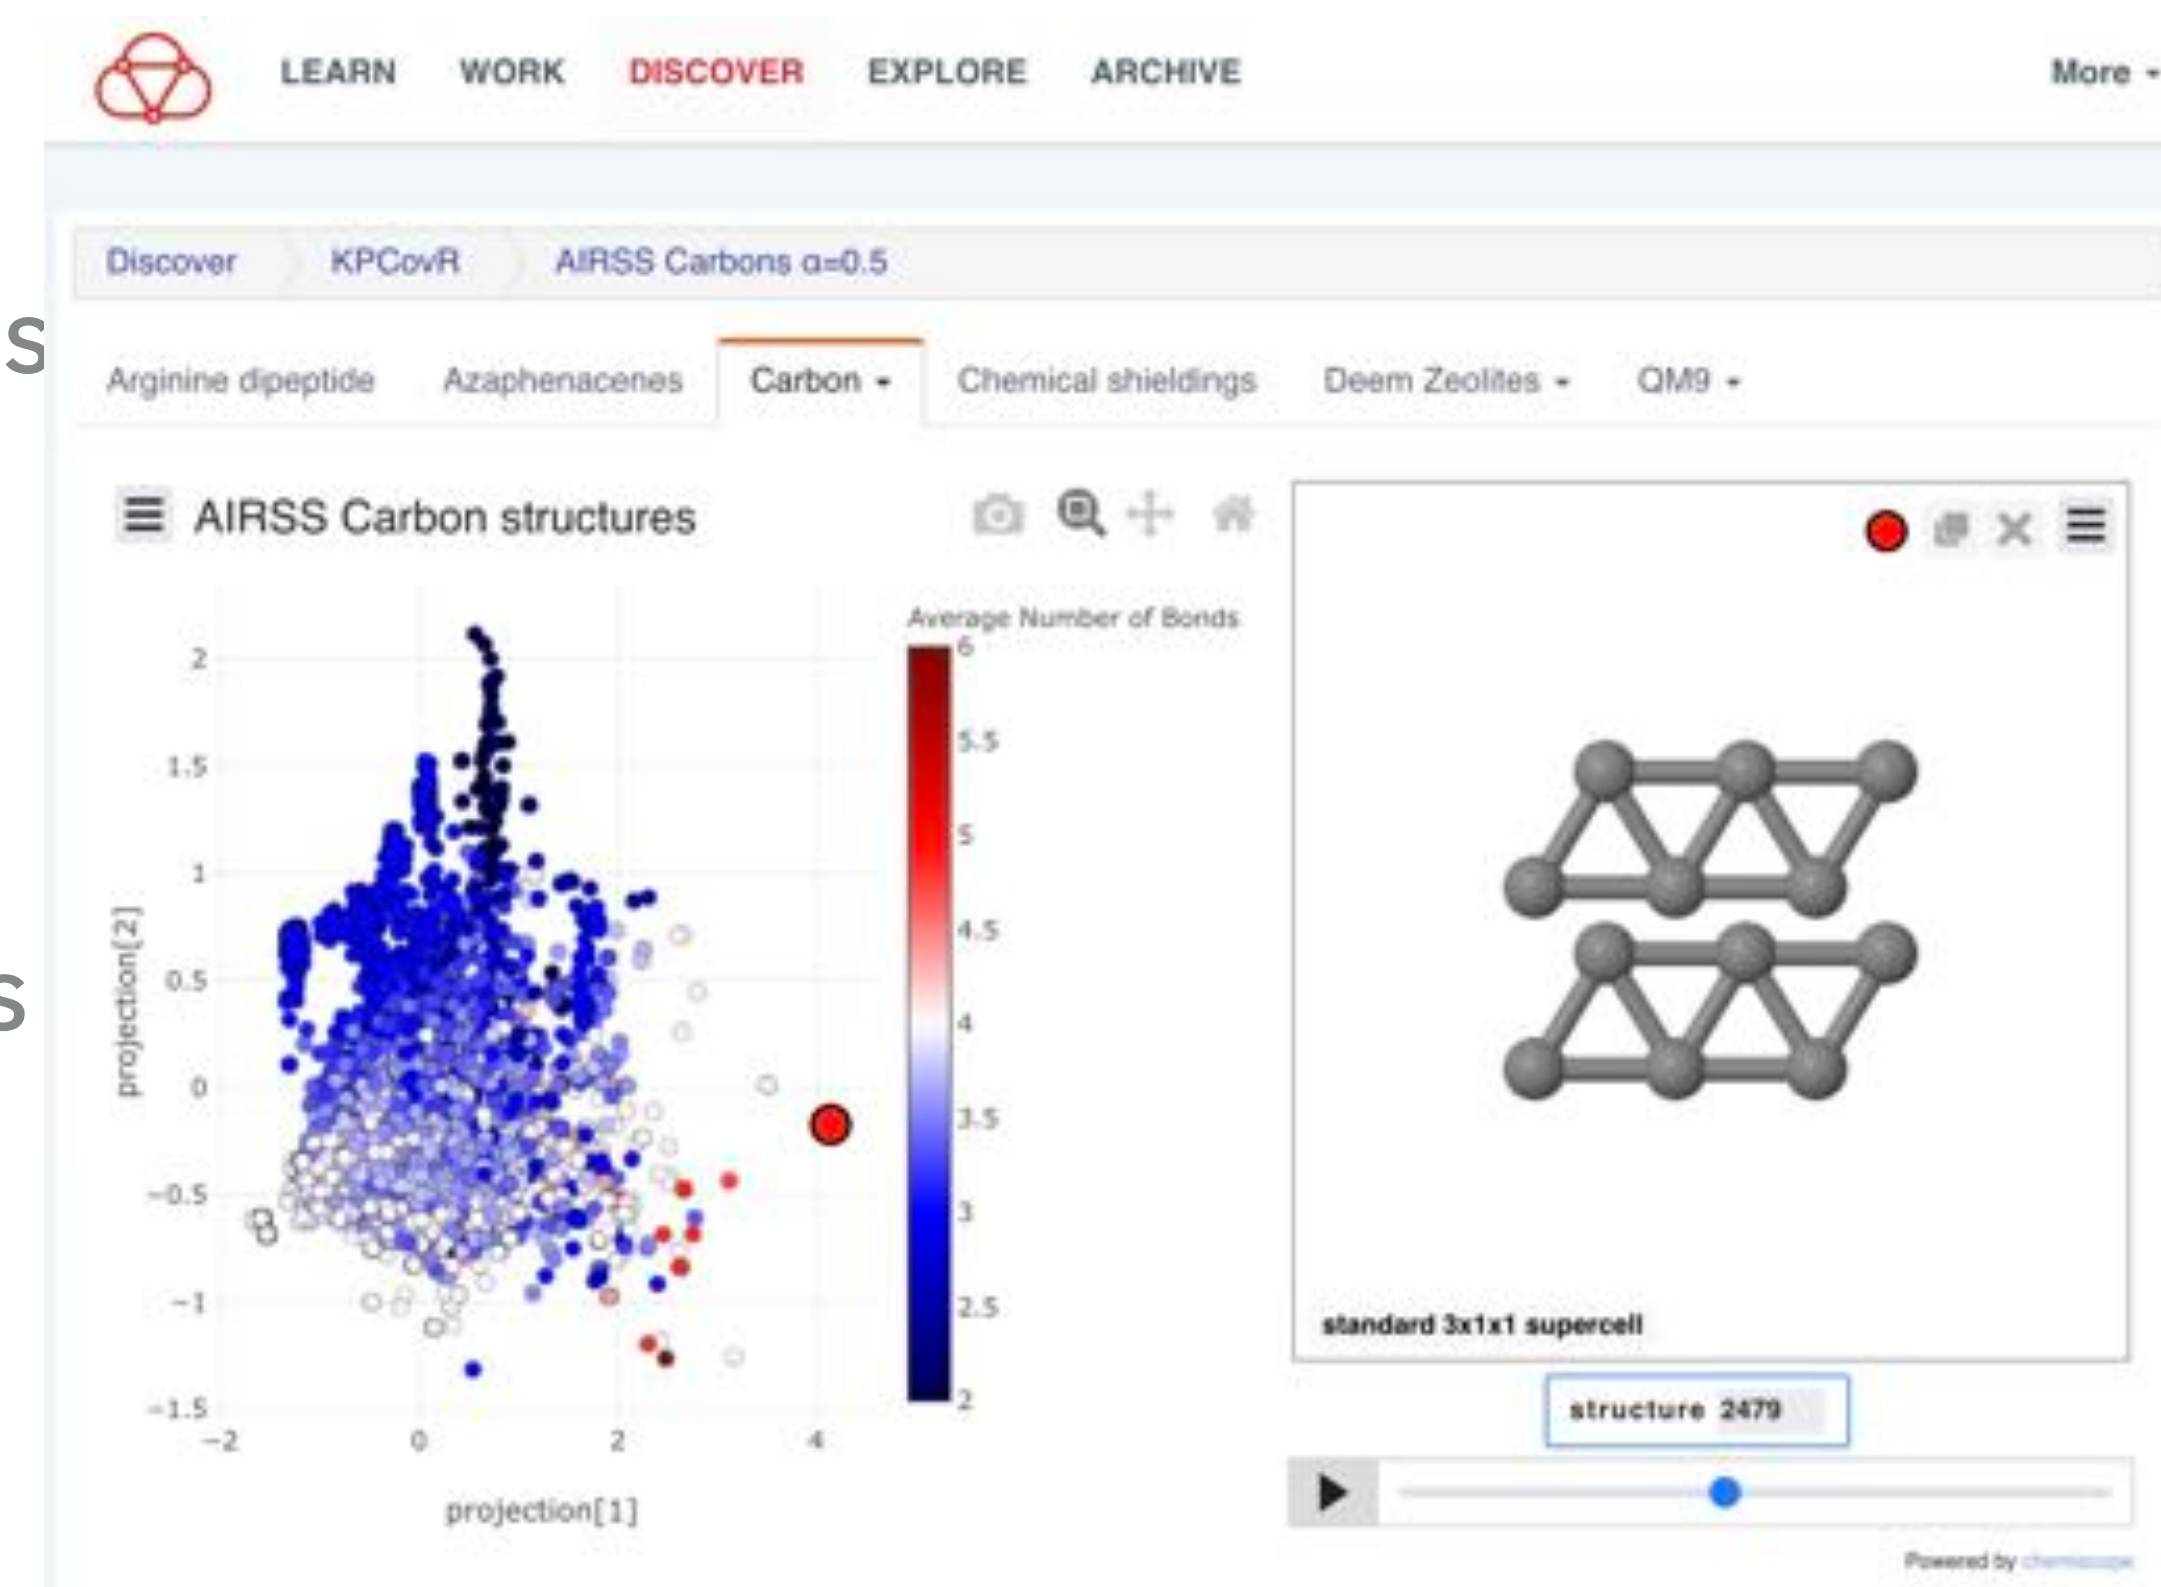 LEARN WORK DISCOVER EXPLORE ARCHIVE More
Discover KPCovR AIRSS Carbons α=0.5
s
Arginine dipeptide Azaphenacenes Carbon Chemical shieldings Deem Zeolites QM9
AIRSS Carbon structures
Average Number of Bonds
6
5.5
5
4.5
4
3.5
3
2.5
2
2
1.5
1
0.5
0
−0.5
−1
−1.5
projection[2]
−2 0 2 4
projection[1]
s
standard 3x1x1 supercell
structure 2479
Powered by chemiscope